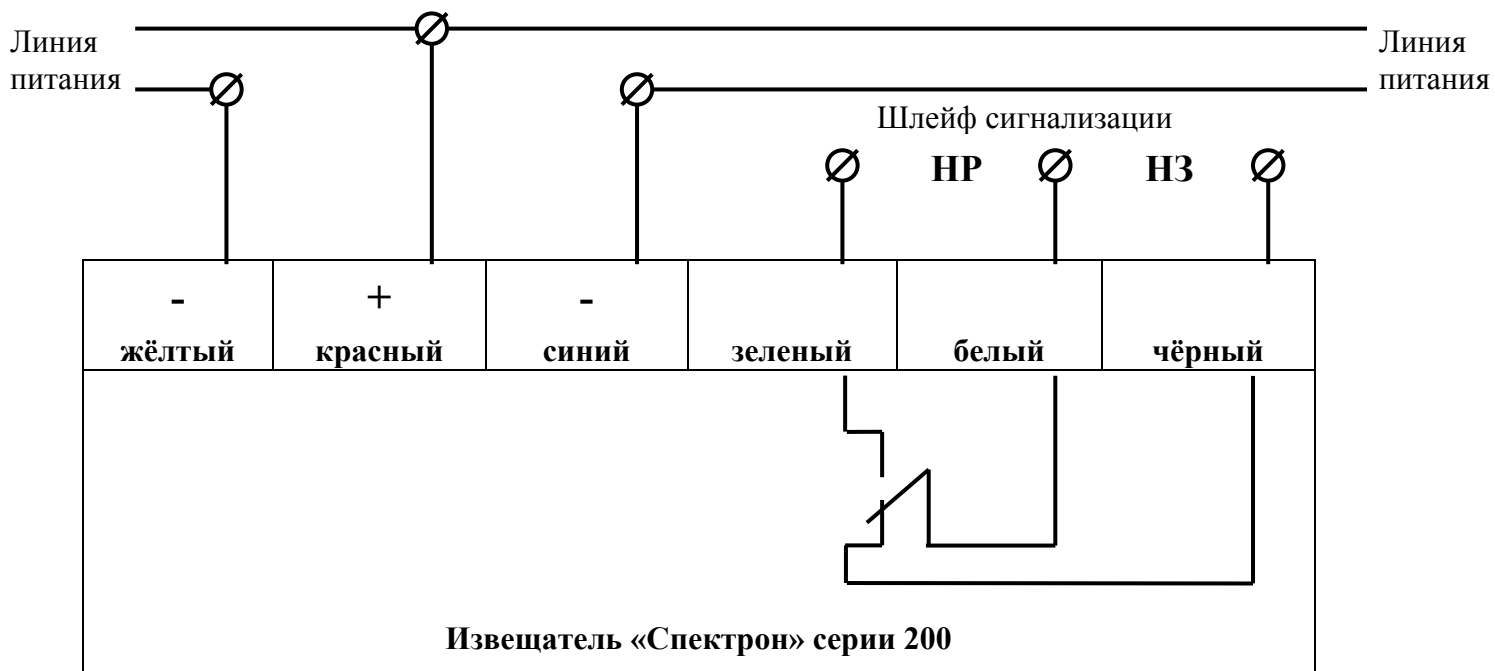 Линия
питания
Линия
питания
Шлейф сигнализации
НР НЗ
- + -
жёлтый красный синий зеленый белый чёрный
Извещатель «Спектрон» серии 200